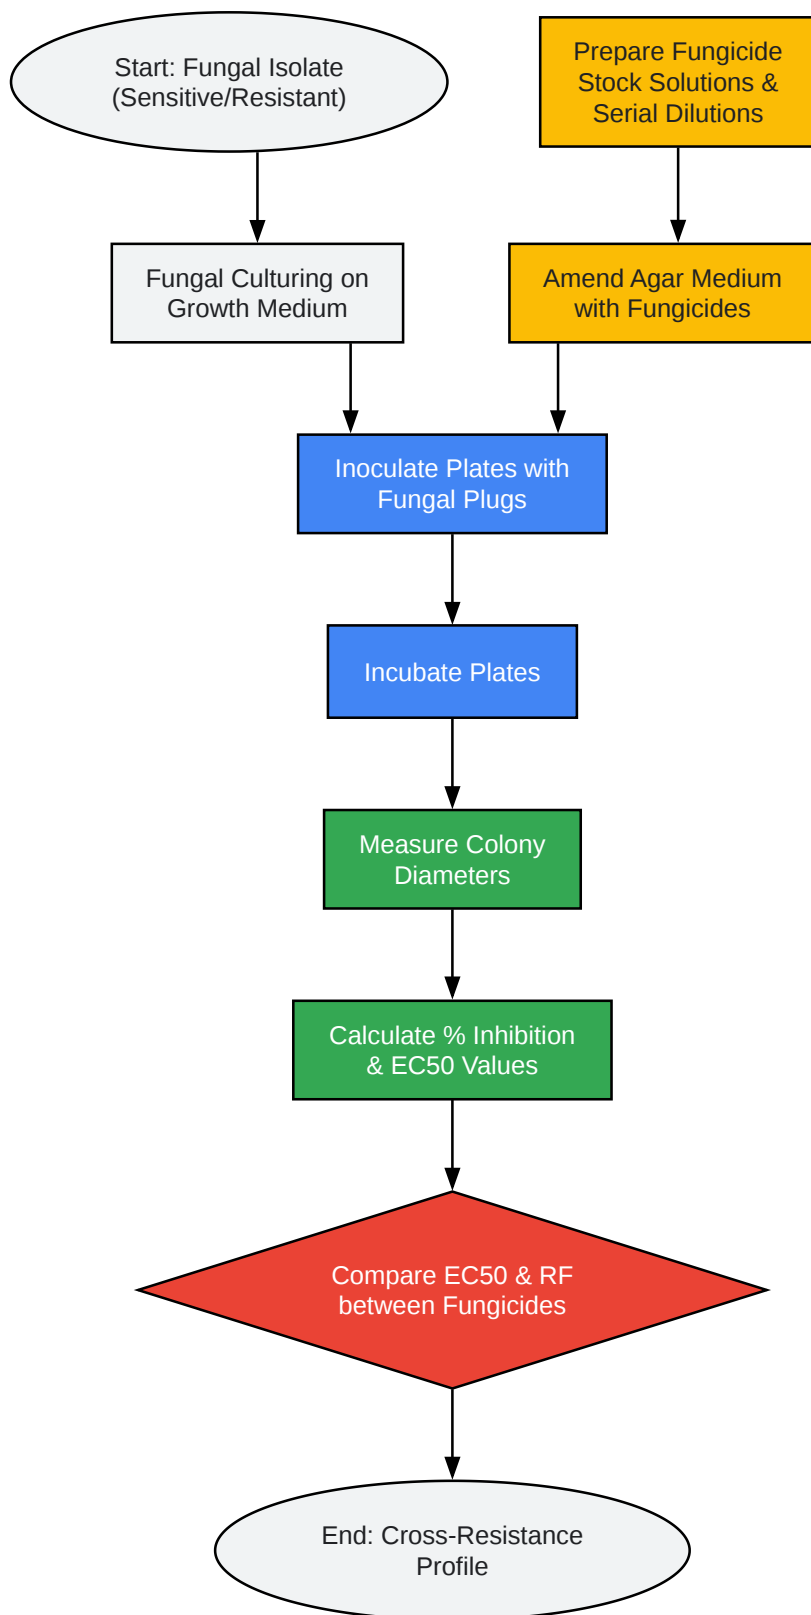 Start: Fungal Isolate
(Sensitive/Resistant)
Prepare Fungicide
Stock Solutions &
Serial Dilutions
Fungal Culturing on
Growth Medium
Amend Agar Medium
with Fungicides
Inoculate Plates with
Fungal Plugs
Incubate Plates
Measure Colony
Diameters
Calculate % Inhibition
& EC50 Values
Compare EC50 & RF
between Fungicides
End: Cross-Resistance
Profile